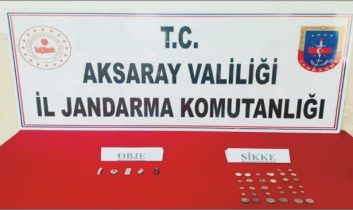 T.C.
AKSARAY VALİLİĞİ
İL JANDARMA KOMUTANLIĞI
OBJE
SİKKE